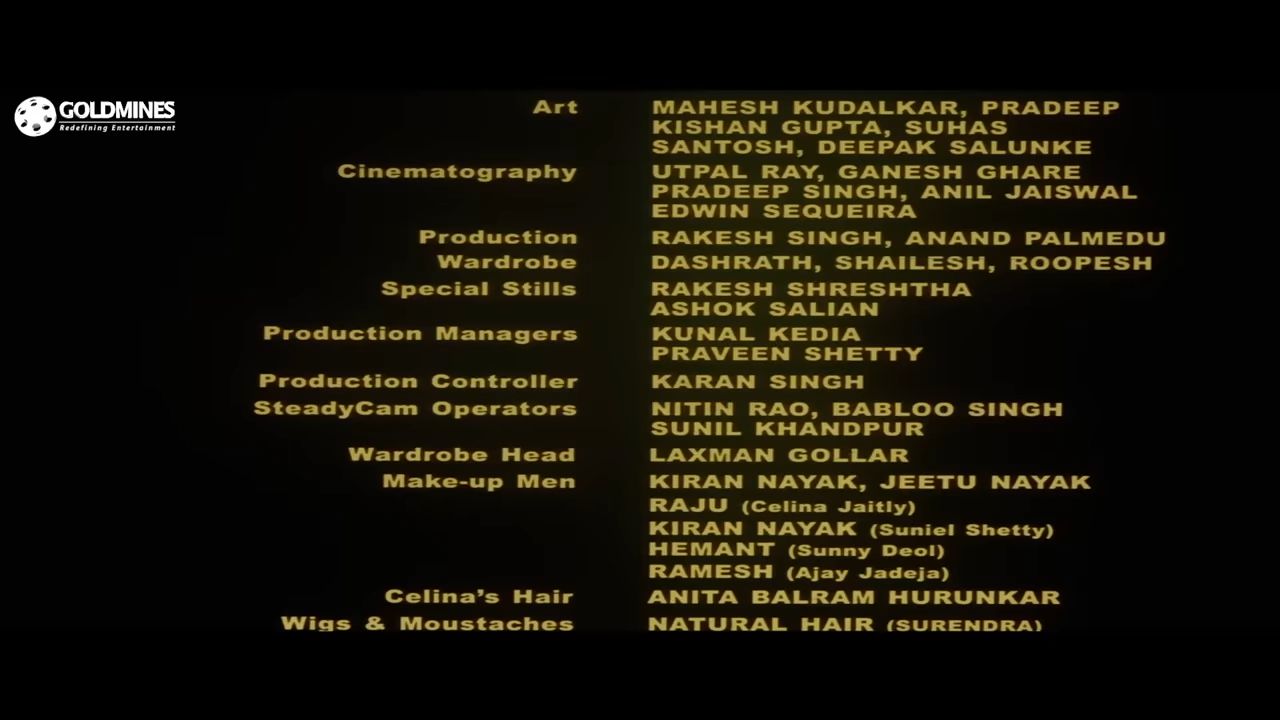 GOLDMINES
Redefining Entertainment
Art MAHESH KUDALKAR, PRADEEP
KISHAN GUPTA, SUHAS
SANTOSH, DEEPAK SALUNKE
Cinematography UTPAL RAY, GANESH GHARE
PRADEEP SINGH, ANIL JAISWAL
EDWIN SEQUEIRA
Production RAKESH SINGH, ANAND PALMEDU
Wardrobe DASHRATH, SHAILESH, ROOPESH
Special Stills RAKESH SHRESHTHA
ASHOK SALIAN
Production Managers KUNAL KEDIA
PRAVEEN SHETTY
Production Controller KARAN SINGH
SteadyCam Operators NITIN RAO, BABLOO SINGH
SUNIL KHANDPUR
Wardrobe Head LAXMAN GOLLAR
Make-up Men KIRAN NAYAK, JEETU NAYAK
RAJU (Celina Jaitly)
KIRAN NAYAK (Suniel Shetty)
HEMANT (Sunny Deol)
RAMESH (Ajay Jadeja)
Celina's Hair ANITA BALRAM HURUNKAR
Wigs & Moustaches NATURAL HAIR (SURENDRA)